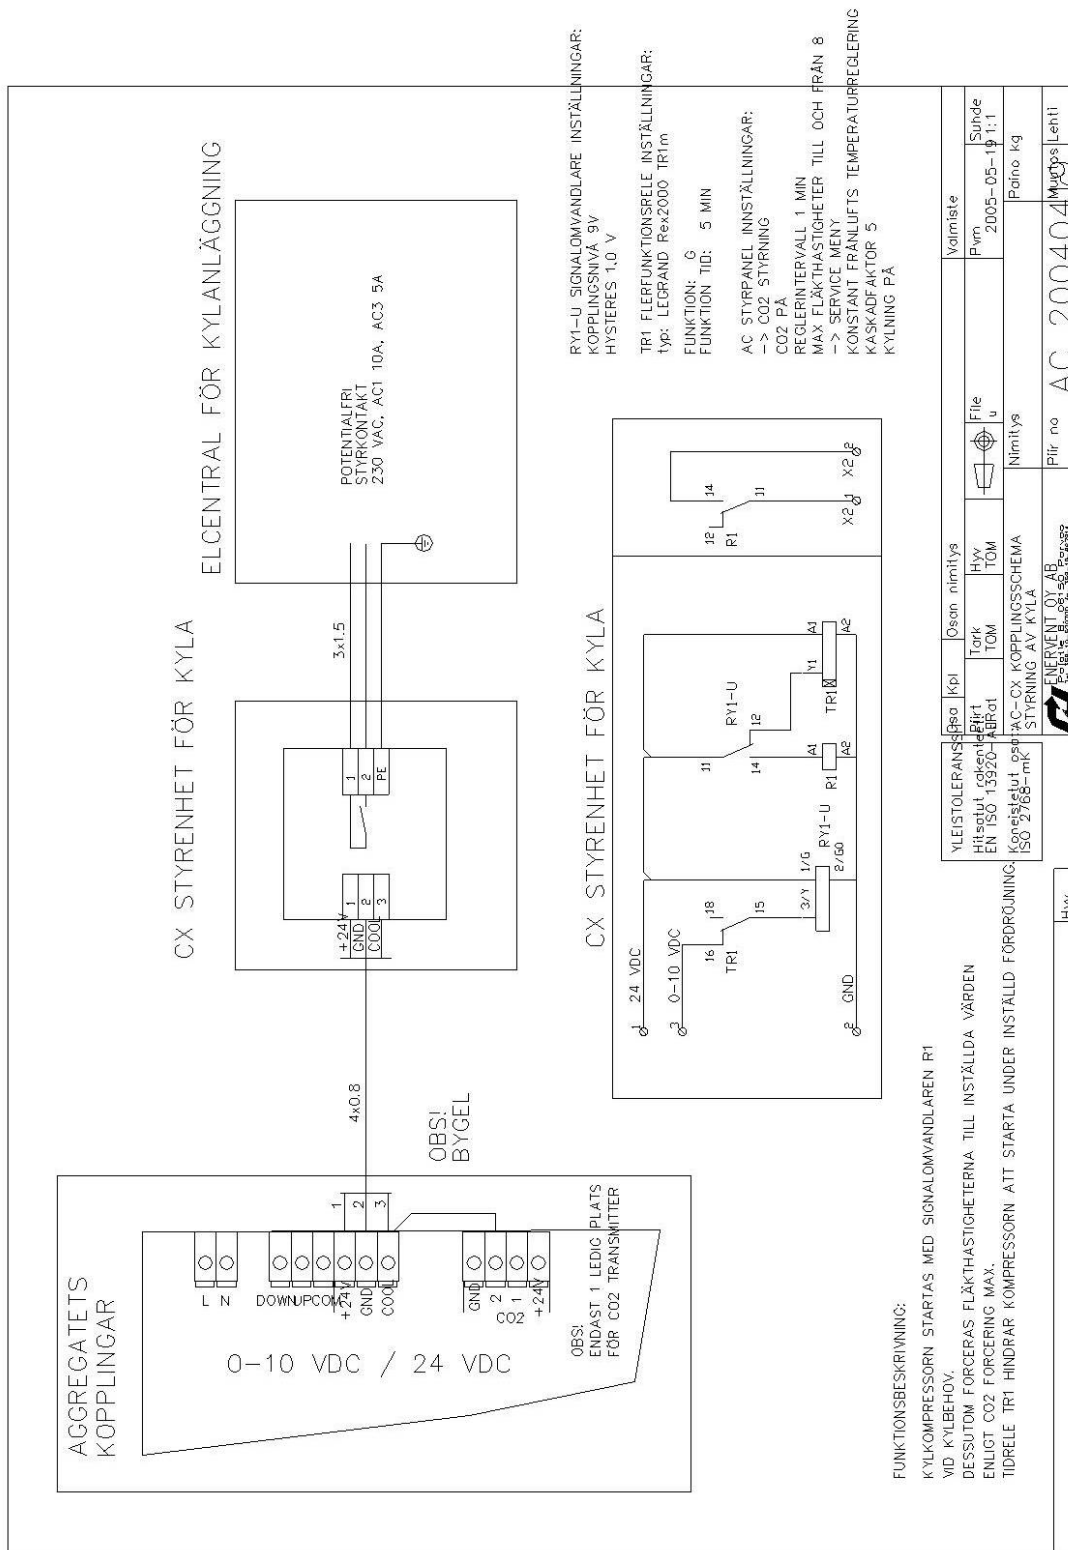 AGGREGATETS
KOPPLINGAR
L N
DOWN UP COM +24V GND COOL
GND 2 1 +24V
CO2
0-10 VDC / 24 VDC
OBS!
ENDAST 1 LEDIG PLATS
FÖR CO2 TRANSMITTER
1
2
3
4x0.8
OBS!
BYGEL
CX STYRENHET FÖR KYLA
+24V 1
GND 2
COOL 3
1
2
PE
3x1.5
ELCENTRAL FÖR KYLANLÄGGNING
POTENTIALFRI
STYRKONTAKT
230 VAC, AC1 10A, AC3 5A
CX STYRENHET FÖR KYLA
1 24 VDC
3 0-10 VDC
2 GND
16 18
TR1
15
3/Y 1/G
RY1-U
2/G0
11
RY1-U
14 12
A1
R1
A2
Y1 A1
TR1
A2
12 14
R1
11
X2 1 X2 2
RY1-U SIGNALOMVANDLARE INSTÄLLNINGAR:
KOPPLINGSNIVÅ 9V
HYSTERES 1,0 V
TR1 FLERFUNKTIONSRELE INSTÄLLNINGAR:
typ: LEGRAND Rex2000 TR1m
FUNKTION: G
FUNKTION TID: 5 MIN
AC STYRPANEL INNSTÄLLNINGAR:
-> CO2 STYRNING
CO2 PÅ
REGLERINTERVALL 1 MIN
MAX FLÄKTHASTIGHETER TILL OCH FRÅN 8
-> SERVICE MENY
KONSTANT FRÅNLUFTS TEMPERATURREGLERING
KASKADFAKTOR 5
KYLNING PÅ
FUNKTIONSBESKRIVNING:
KYLKOMPRESSORN STARTAS MED SIGNALOMVANDLAREN R1
VID KYLBEHOV.
DESSUTOM FORCERAS FLÄKTHASTIGHETERNA TILL INSTÄLLDA VÄRDEN
ENLIGT CO2 FORCERING MAX.
TIDRELE TR1 HINDRAR KOMPRESSORN ATT STARTA UNDER INSTÄLLD FÖRDRÖJNING.
Osa Kpl Osan nimitys Valmiste
Hitsatut
EN ISO 13920-
Koneistetut osat
ISO 2768-mK
Piirt
Tark
TOM
Hyv
TOM
File
u
Pvm
2005-05-19
Suhde
1:1
AC-CX KOPPLINGSSCHEMA
STYRNING AV KYLA
Nimitys
Paino kg
ENERVENT OY AB
Piir no AC
Muutos Lehti